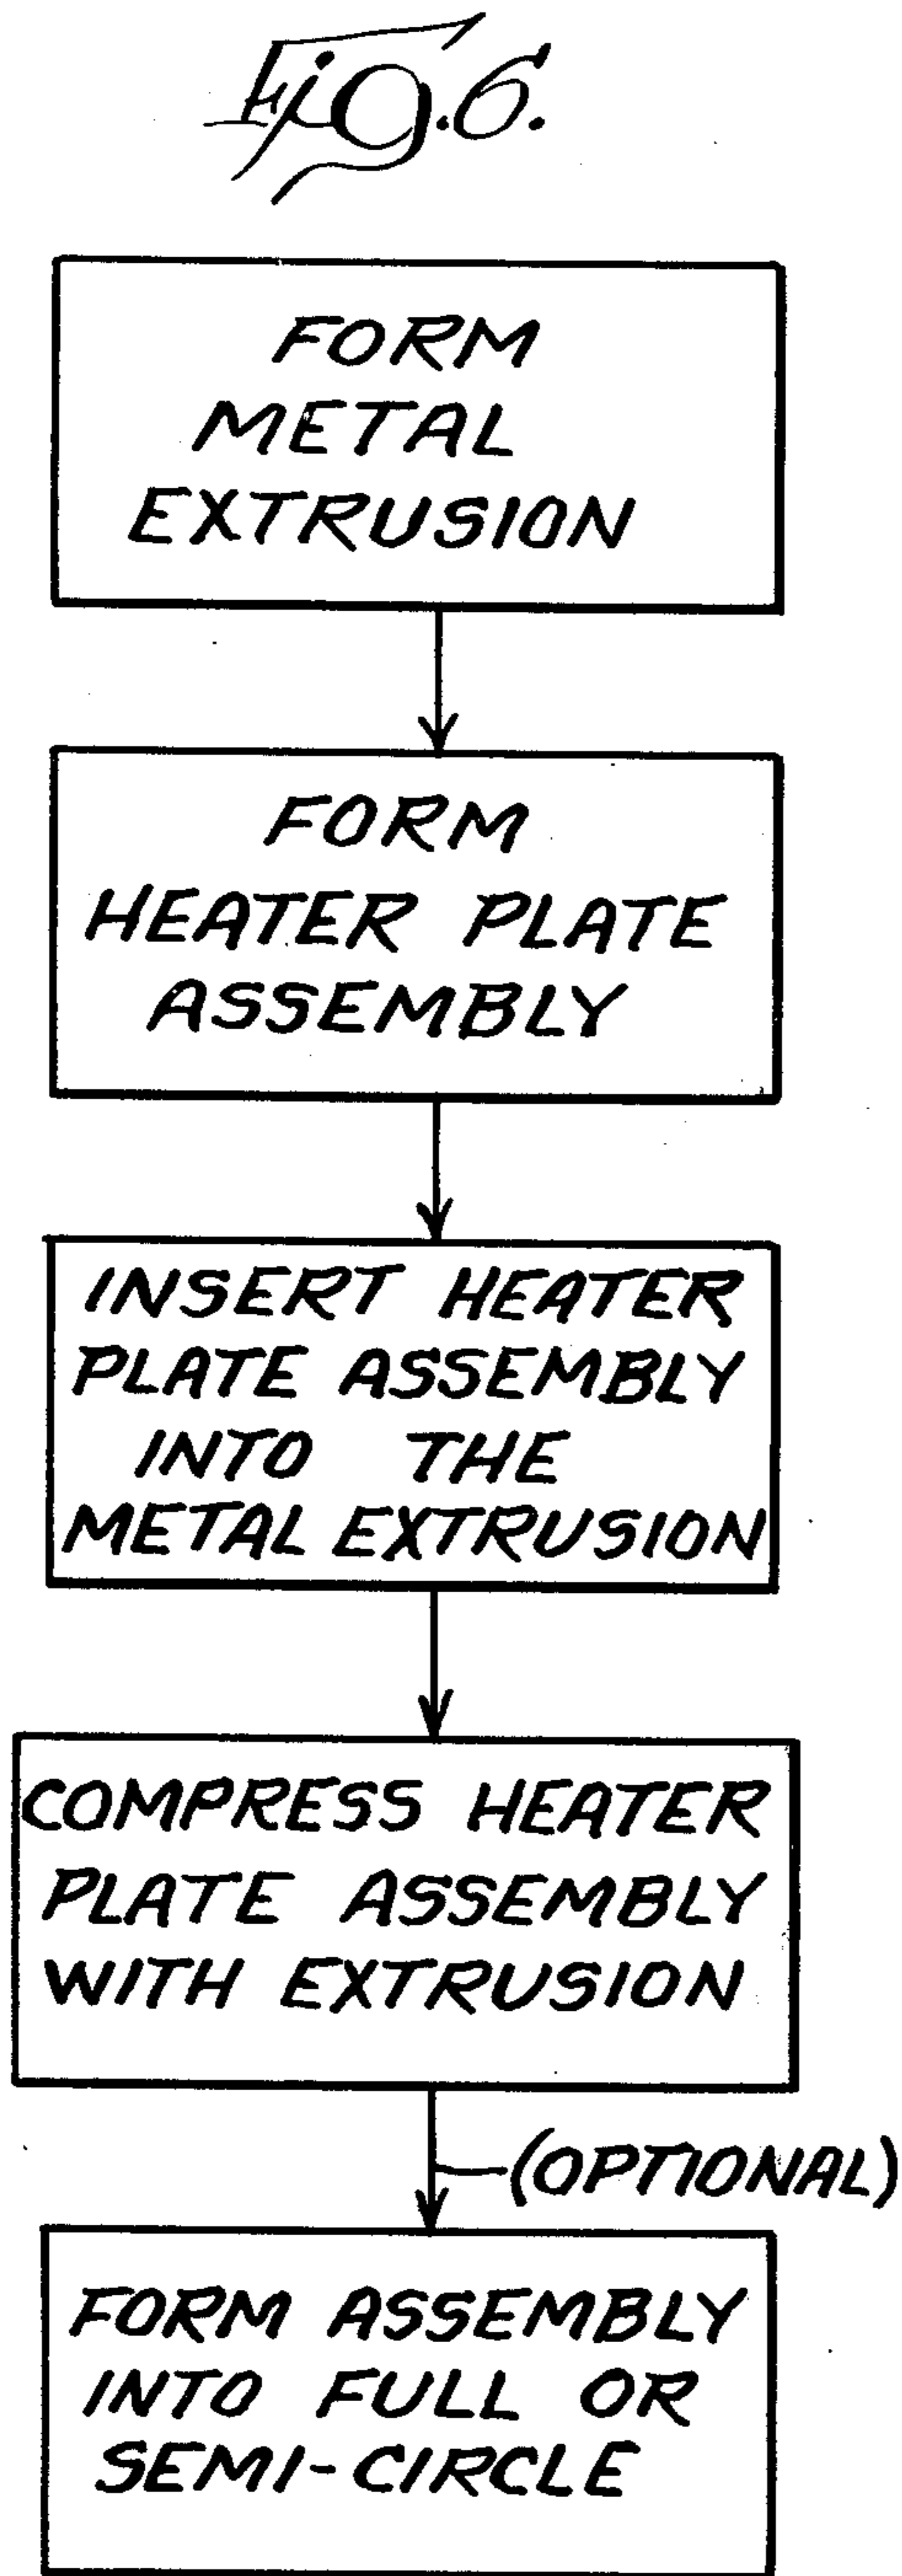 Fig. 6.
FORM
METAL
EXTRUSION
FORM
HEATER PLATE
ASSEMBLY
INSERT HEATER
PLATE ASSEMBLY
INTO THE
METAL EXTRUSION
COMPRESS HEATER
PLATE ASSEMBLY
WITH EXTRUSION
(OPTIONAL)
FORM ASSEMBLY
INTO FULL OR
SEMI-CIRCLE